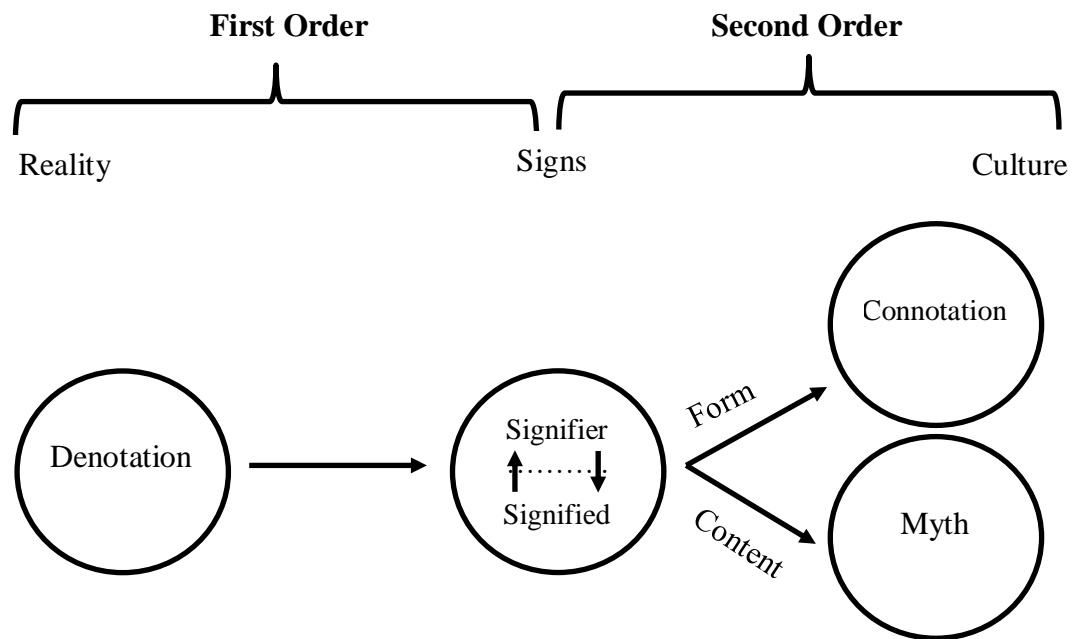 First Order
Second Order
Reality
Signs
Culture
Connotation
Form
Signifier
Denotation
..........
Signified
Content
Myth